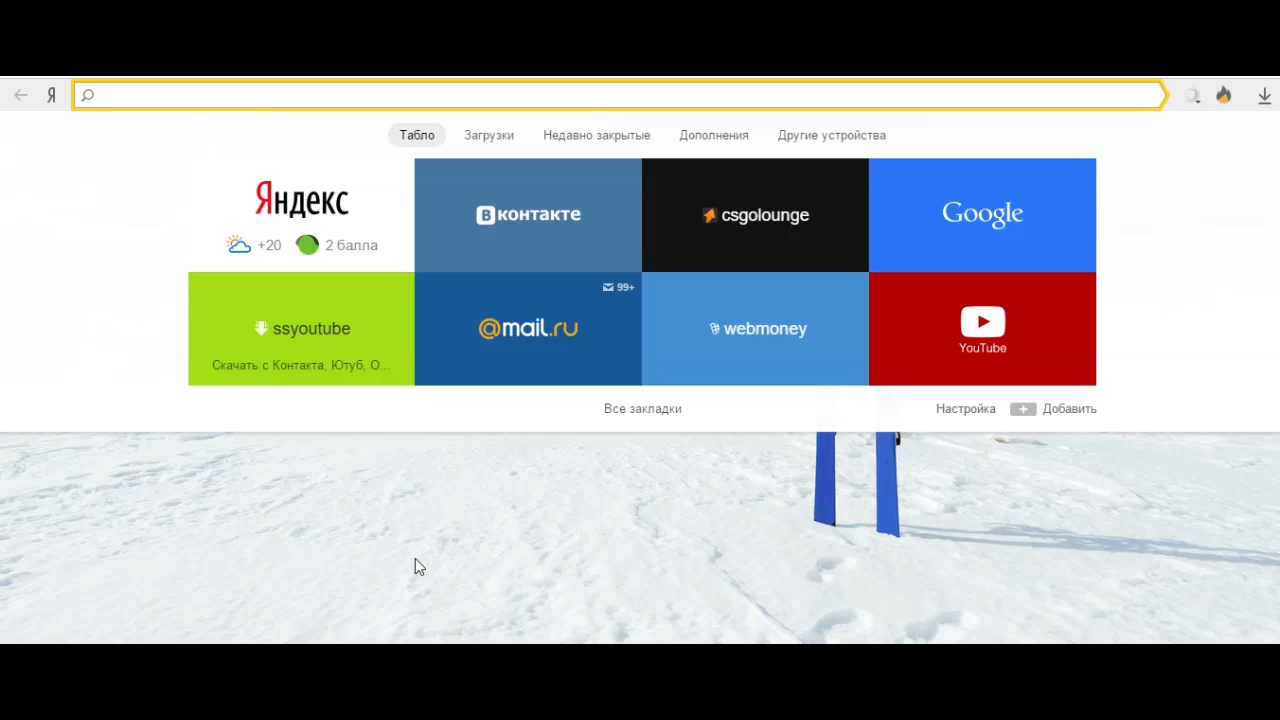 Я
Табло
Загрузки
Недавно закрытые
Дополнения
Другие устройства
Яндекс
+20
2 балла
В контакте
csgolounge
Google
ssyoutube
Скачать с Контакта, Ютуб, О...
99+
@mail.ru
webmoney
YouTube
Все закладки
Настройка
Добавить